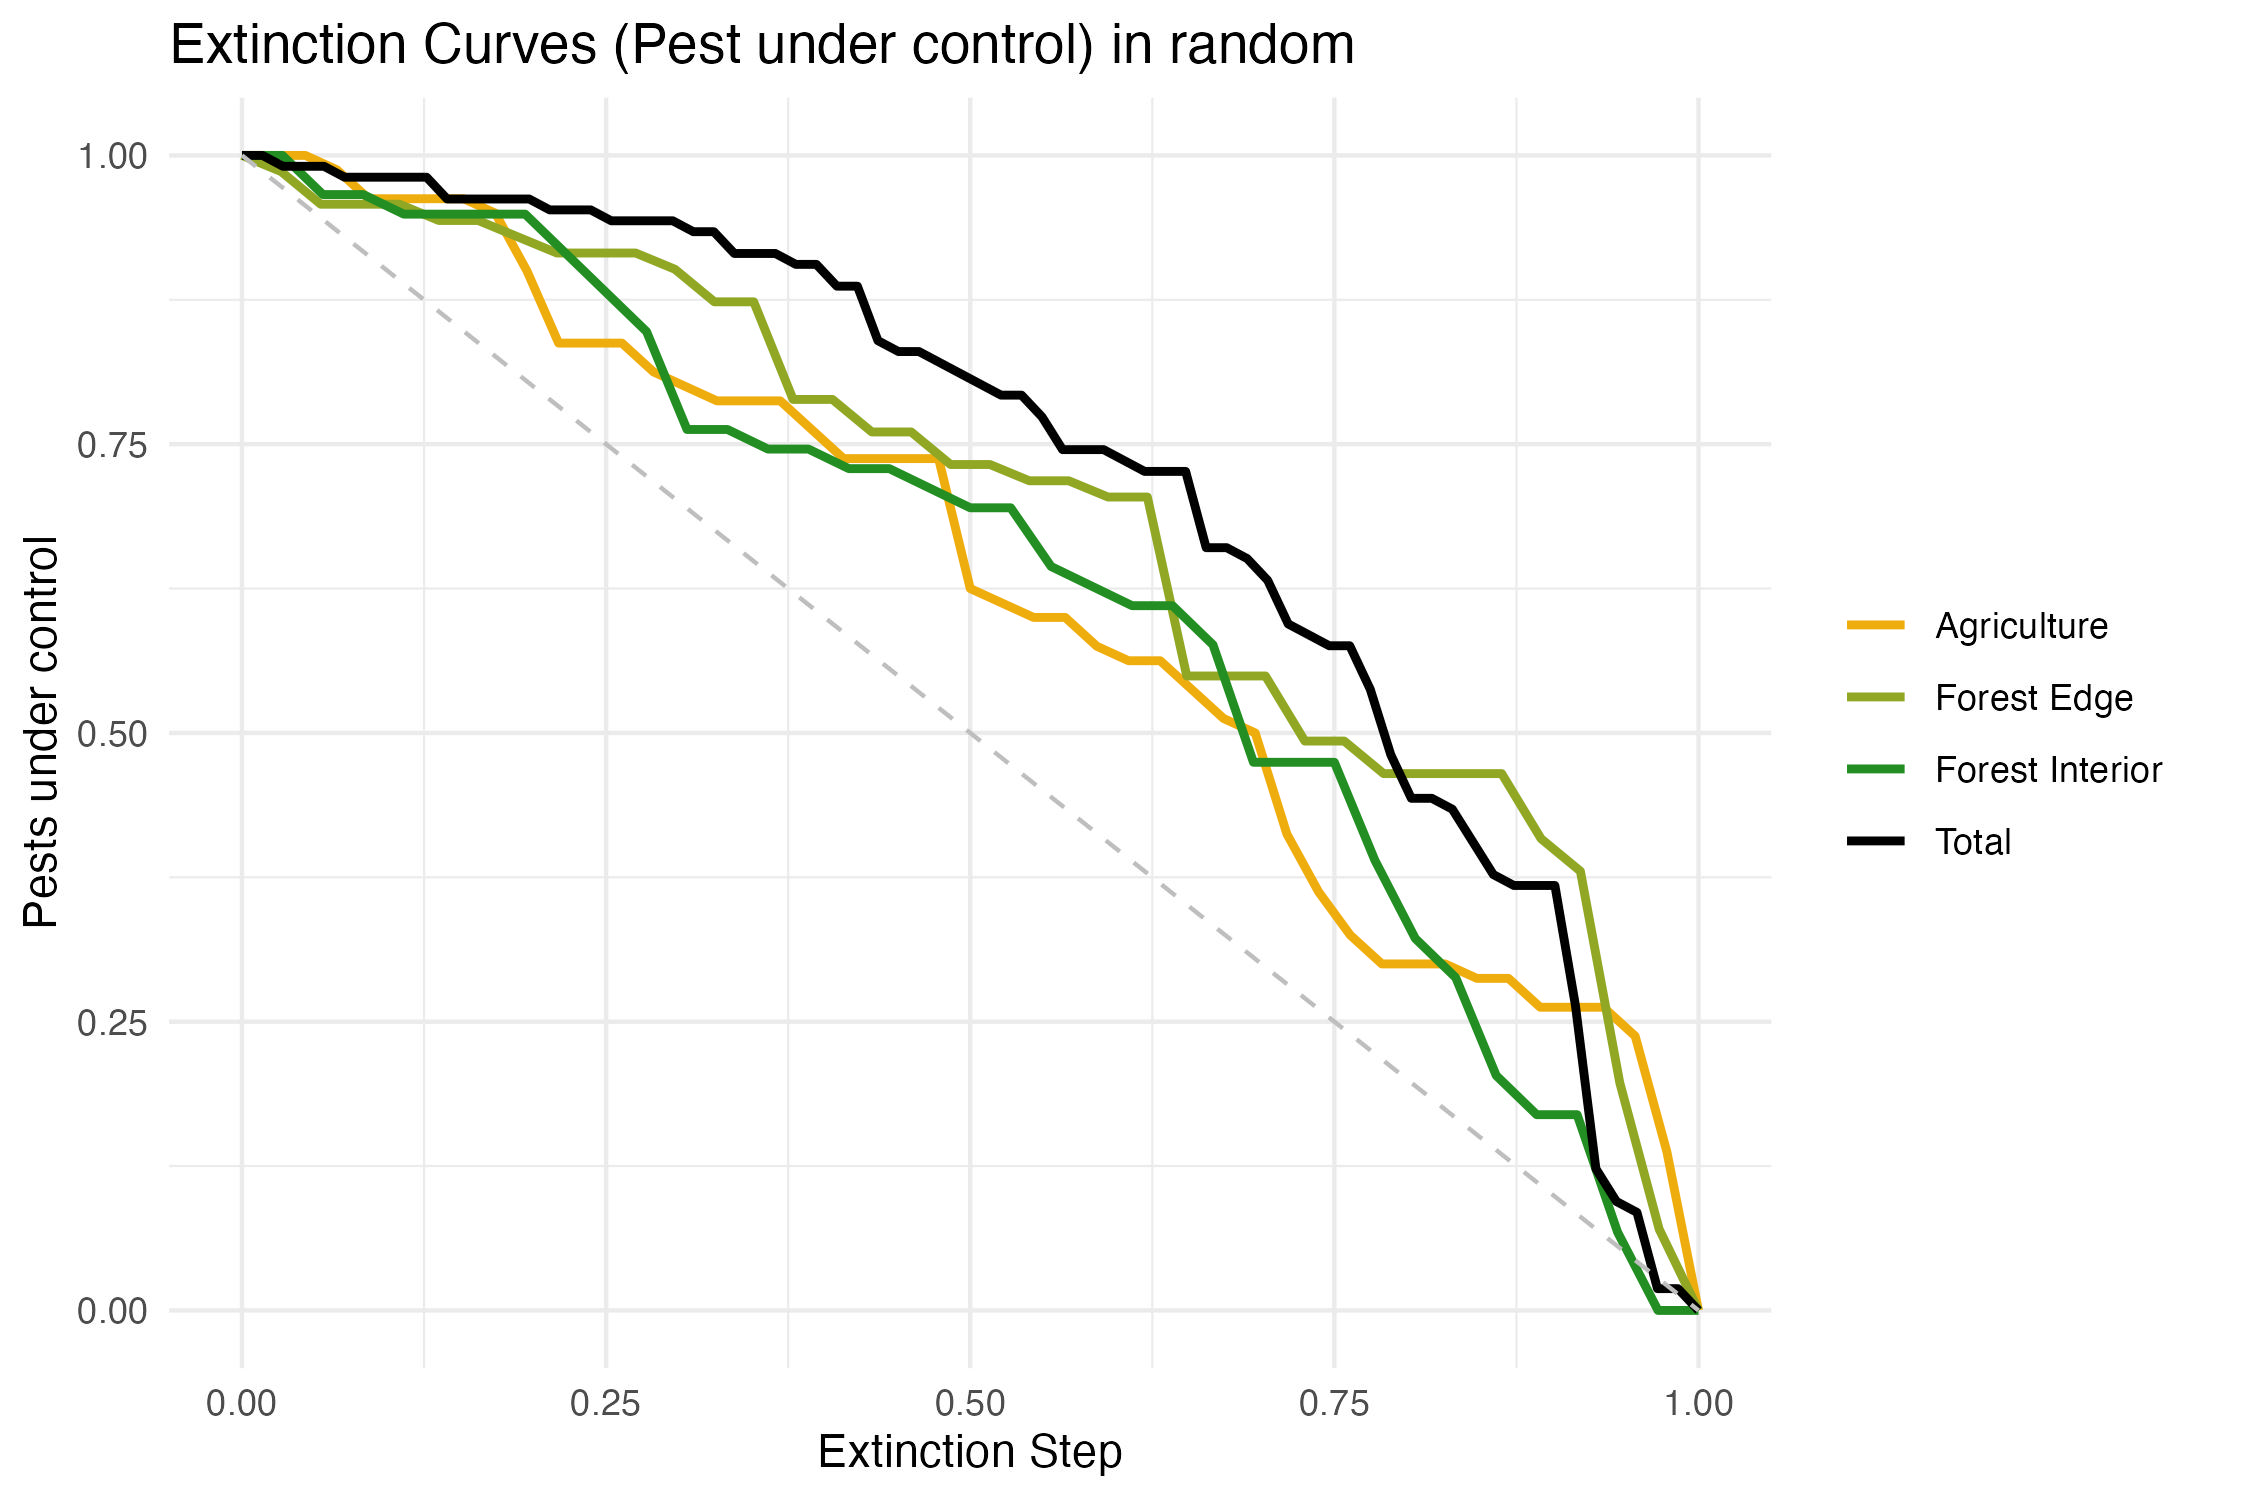 Extinction Curves (Pest under control) in random
Pests under control
1.00
0.75
0.50
0.25
0.00
0.00
0.25
0.50
0.75
1.00
Extinction Step
Agriculture
Forest Edge
Forest Interior
Total